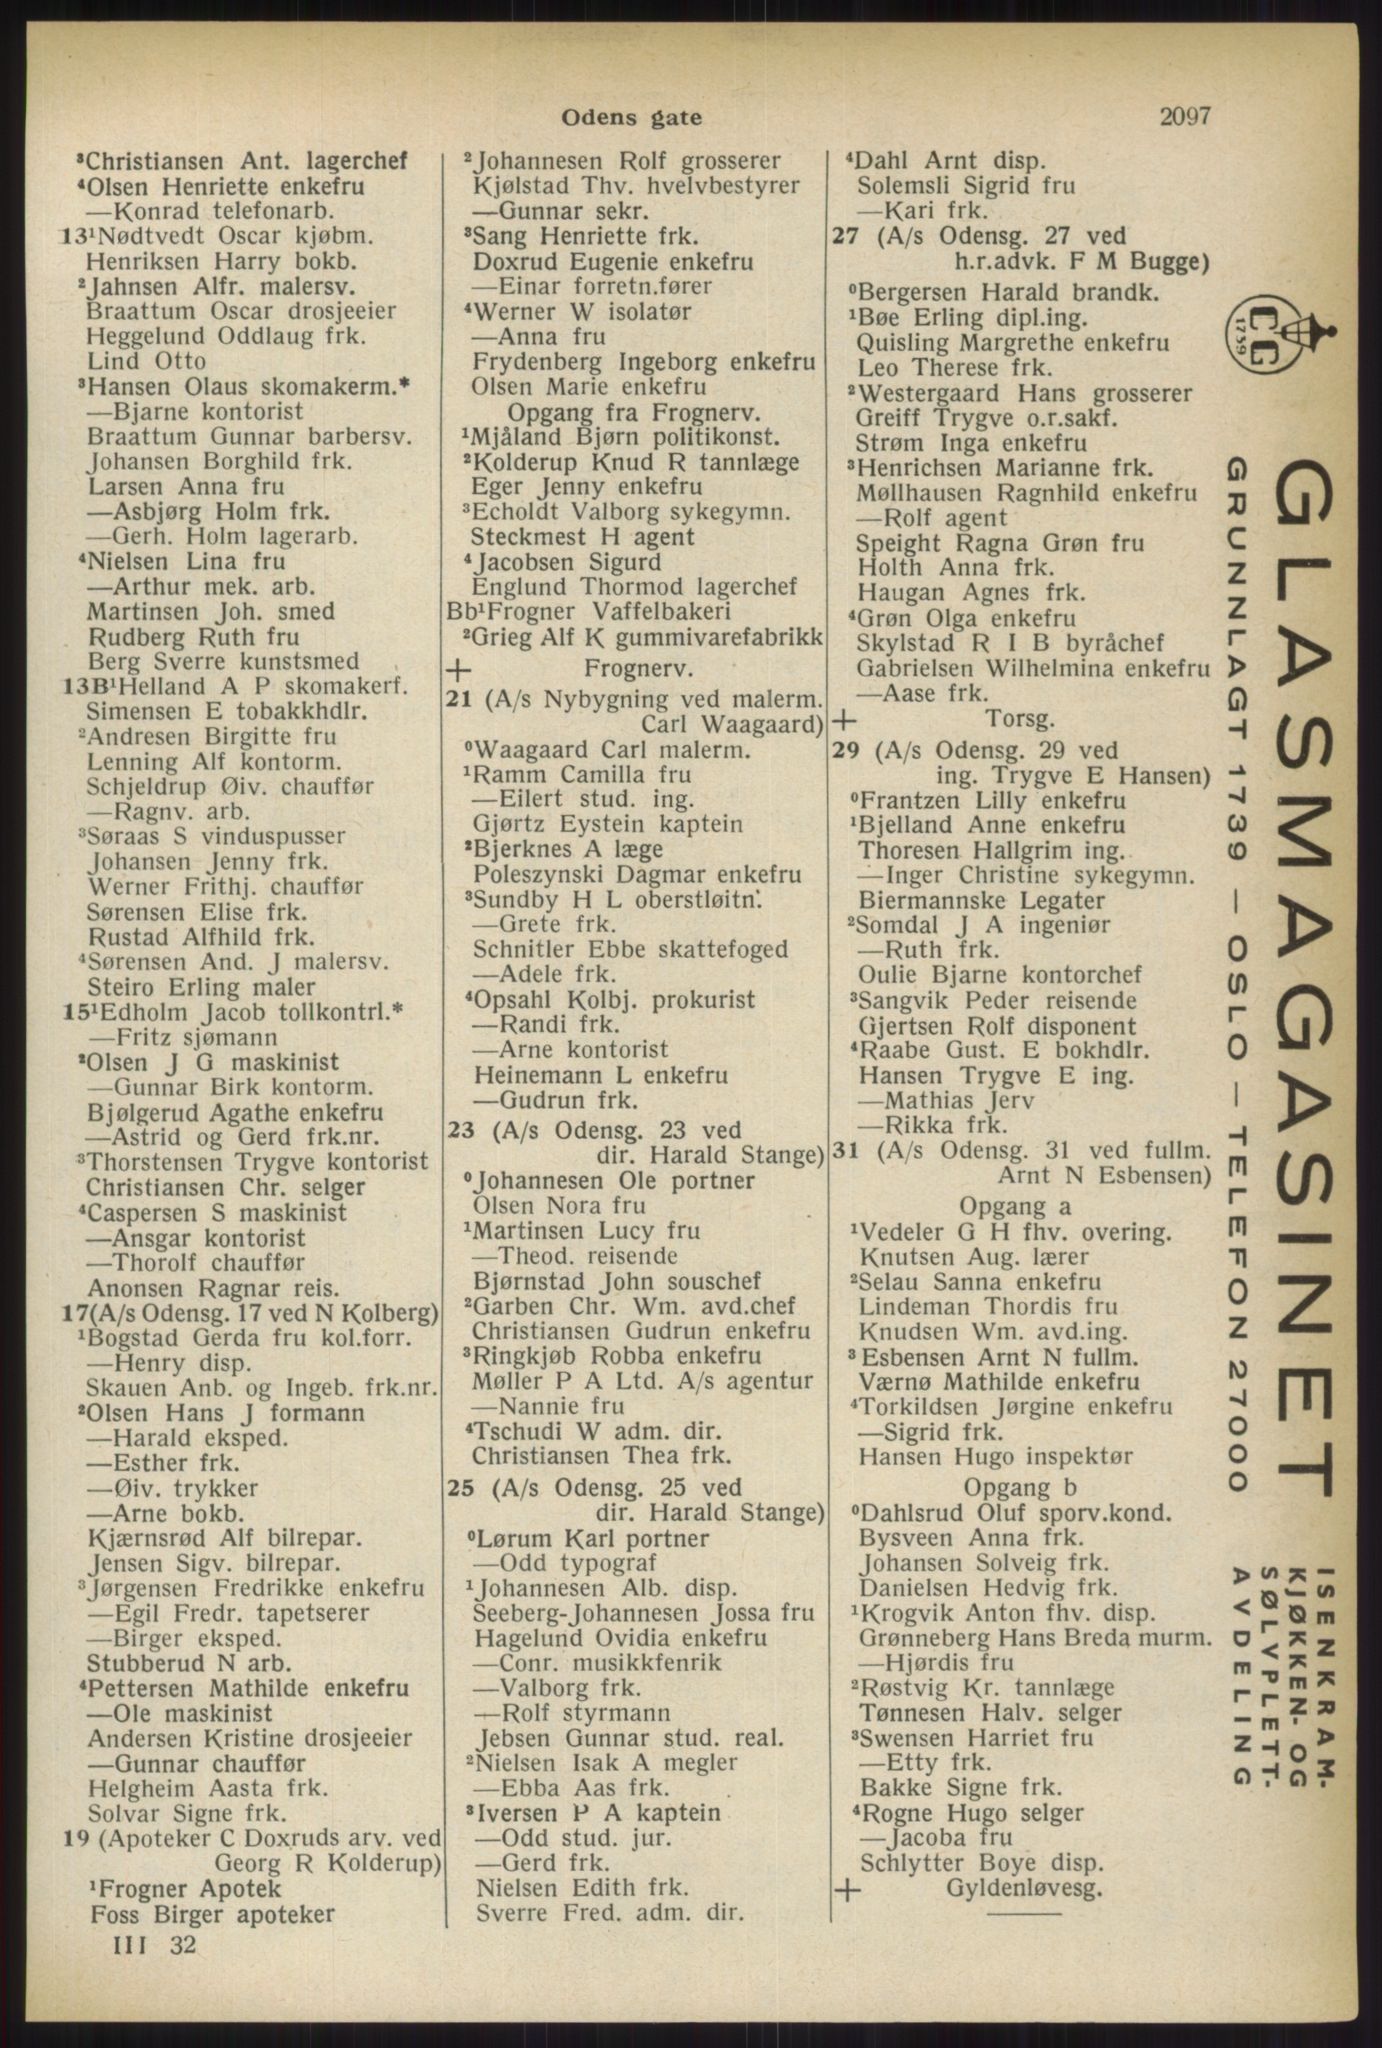 Odens gate
2097
³Christiansen Ant. lagerchef
⁴Olsen Henriette enkefru
—Konrad telefonarb.
13¹Nødtvedt Oscar kjøbm.
Henriksen Harry bokb.
²Jahnsen Alfr. malersv.
Braattum Oscar drosjeeier
Heggelund Oddlaug frk.
Lind Otto
³Hansen Olaus skomakerm.*
—Bjarne kontorist
Braattum Gunnar barbersv.
Johansen Borghild frk.
Larsen Anna fru
—Asbjørg Holm frk.
—Gerh. Holm lagerarb.
⁴Nielsen Lina fru
—Arthur mek. arb.
Martinsen Joh. smed
Rudberg Ruth fru
Berg Sverre kunstsmed
13B¹Helland A P skomakerf.
Simensen E tobakkhdlr.
²Andresen Birgitte fru
Lenning Alf kontorm.
Schjeldrup Øiv. chauffør
—Ragnv. arb.
³Søraas S vinduspusser
Johansen Jenny frk.
Werner Frithj. chauffør
Sørensen Elise frk.
Rustad Alfhild frk.
⁴Sørensen And. J malersv.
Steiro Erling maler
15¹Edholm Jacob tollkontrl.*
—Fritz sjømann
²Olsen J G maskinist
—Gunnar Birk kontorm.
Bjølgerud Agathe enkefru
—Astrid og Gerd frk.nr.
³Thorstensen Trygve kontorist
Christiansen Chr. selger
⁴Caspersen S maskinist
—Ansgar kontorist
—Thorolf chauffør
Anonsen Ragnar reis.
17(A/s Odensg. 17 ved N Kolberg)
¹Bogstad Gerda fru kol.forr.
—Henry disp.
Skauen Anb. og Ingeb. frk.nr.
²Olsen Hans J formann
—Harald eksped.
—Esther frk.
—Øiv. trykker
—Arne bokb.
Kjærnsrød Alf bilrepar.
Jensen Sigv. bilrepar.
³Jørgensen Fredrikke enkefru
—Egil Fredr. tapetserer
—Birger eksped.
Stubberud N arb.
⁴Pettersen Mathilde enkefru
—Ole maskinist
Andersen Kristine drosjeeier
—Gunnar chauffør
Helgheim Aasta frk.
Solvar Signe frk.
19 (Apoteker C Doxruds arv. ved
Georg R Kolderup)
¹Frogner Apotek
Foss Birger apoteker
III 32
²Johannesen Rolf grosserer
Kjølstad Thv. hvelvbestyrer
—Gunnar sekr.
³Sang Henriette frk.
Doxrud Eugenie enkefru
—Einar forretn.fører
⁴Werner W isolatør
—Anna fru
Frydenberg Ingeborg enkefru
Olsen Marie enkefru
Opgang fra Frognerv.
¹Mjåland Bjørn politikonst.
²Kolderup Knud R tannlæge
Eger Jenny enkefru
³Echoldt Valborg sykegymn.
Steckmest H agent
⁴Jacobsen Sigurd
Englund Thormod lagerchef
Bb¹Frogner Vaffelbakeri
²Grieg Alf K gummivarefabrikk
+ Frognerv.
21 (A/s Nybygning ved malerm.
Carl Waagaard)
⁰Waagaard Carl malerm.
¹Ramm Camilla fru
—Eilert stud. ing.
Gjørtz Eystein kaptein
²Bjerknes A læge
Poleszynski Dagmar enkefru
³Sundby H L oberstløitn.
—Grete frk.
Schnitler Ebbe skattefoged
—Adele frk.
⁴Opsahl Kolbj. prokurist
—Randi frk.
—Arne kontorist
Heinemann L enkefru
—Gudrun frk.
23 (A/s Odensg. 23 ved
dir. Harald Stange)
⁰Johannesen Ole portner
Olsen Nora fru
¹Martinsen Lucy fru
—Theod. reisende
Bjørnstad John souschef
²Garben Chr. Wm. avd.chef
Christiansen Gudrun enkefru
³Ringkjøb Robba enkefru
Møller P A Ltd. A/s agentur
—Nannie fru
⁴Tschudi W adm. dir.
Christiansen Thea frk.
25 (A/s Odensg. 25 ved
dir. Harald Stange)
⁰Lørum Karl portner
—Odd typograf
¹Johannesen Alb. disp.
Seeberg-Johannesen Jossa fru
Hagelund Ovidia enkefru
—Conr. musikkfenrik
—Valborg frk.
—Rolf styrmann
Jebsen Gunnar stud. real.
²Nielsen Isak A megler
—Ebba Aas frk.
³Iversen P A kaptein
—Odd stud. jur.
—Gerd frk.
Nielsen Edith frk.
Sverre Fred. adm. dir.
⁴Dahl Arnt disp.
Solemsli Sigrid fru
—Kari frk.
27 (A/s Odensg. 27 ved
h.r.advk. F M Bugge)
⁰Bergersen Harald brandk.
¹Bøe Erling dipl.ing.
Quisling Margrethe enkefru
Leo Therese frk.
²Westergaard Hans grosserer
Greiff Trygve o.r.sakf.
Strøm Inga enkefru
³Henrichsen Marianne frk.
Møllhausen Ragnhild enkefru
—Rolf agent
Speight Ragna Grøn fru
Holth Anna frk.
Haugan Agnes frk.
⁴Grøn Olga enkefru
Skylstad R I B byråchef
Gabrielsen Wilhelmina enkefru
—Aase frk.
+ Torsg.
29 (A/s Odensg. 29 ved
ing. Trygve E Hansen)
⁰Frantzen Lilly enkefru
¹Bjelland Anne enkefru
Thoresen Hallgrim ing.
—Inger Christine sykegymn.
Biermannske Legater
²Somdal J A ingeniør
—Ruth frk.
Oulie Bjarne kontorchef
³Sangvik Peder reisende
Gjertsen Rolf disponent
⁴Raabe Gust. E bokhdlr.
Hansen Trygve E ing.
—Mathias Jerv
—Rikka frk.
31 (A/s Odensg. 31 ved fullm.
Arnt N Esbensen)
Opgang a
¹Vedeler G H fhv. overing.
Knutsen Aug. lærer
²Selau Sanna enkefru
Lindeman Thordis fru
Knudsen Wm. avd.ing.
³Esbensen Arnt N fullm.
Værnø Mathilde enkefru
⁴Torkildsen Jørgine enkefru
—Sigrid frk.
Hansen Hugo inspektør
Opgang b
⁰Dahlsrud Oluf sporv.kond.
Bysveen Anna frk.
Johansen Solveig frk.
Danielsen Hedvig frk.
¹Krogvik Anton fhv. disp.
Grønneberg Hans Breda murm.
—Hjørdis fru
²Røstvig Kr. tannlæge
Tønnesen Halv. selger
³Swensen Harriet fru
—Etty frk.
Bakke Signe frk.
⁴Rogne Hugo selger
—Jacoba fru
Schlytter Boye disp.
+ Gyldenløvesg.
CG
1739
GLASMAGASINET
GRUNNLAGT 1739 — OSLO — TELEFON 27000
ISENKRAM-
KJØKKEN- OG
SØLVPLETT-
AVDELING